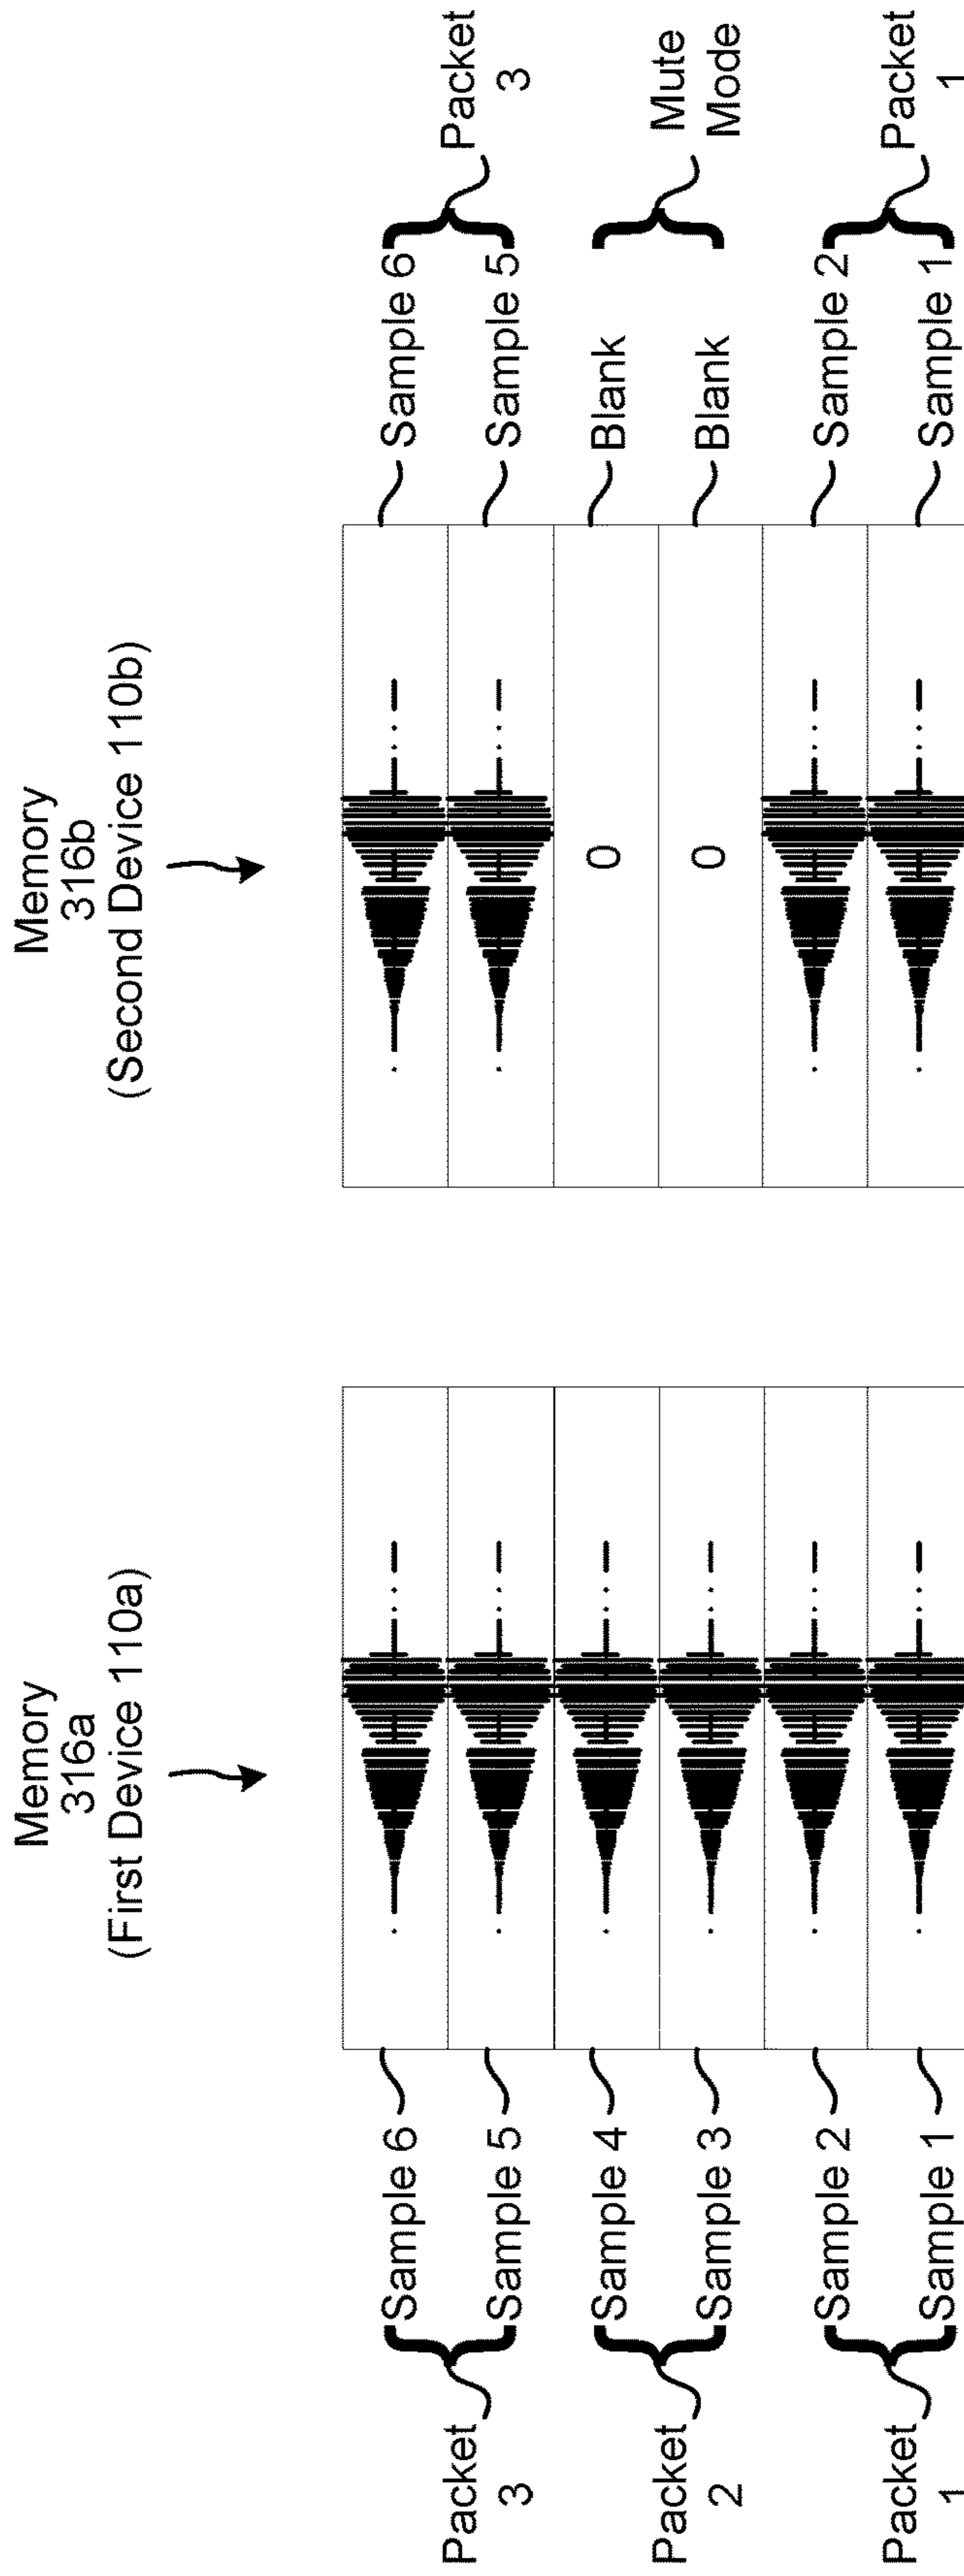 Memory
316a
(First Device 110a)
Packet
3
Sample 6
Sample 5
Packet
2
Sample 4
Sample 3
Packet
1
Sample 2
Sample 1
Memory
316b
(Second Device 110b)
0
0
Sample 6
Sample 5
Packet
3
Blank
Blank
Mute
Mode
Sample 2
Sample 1
Packet
1